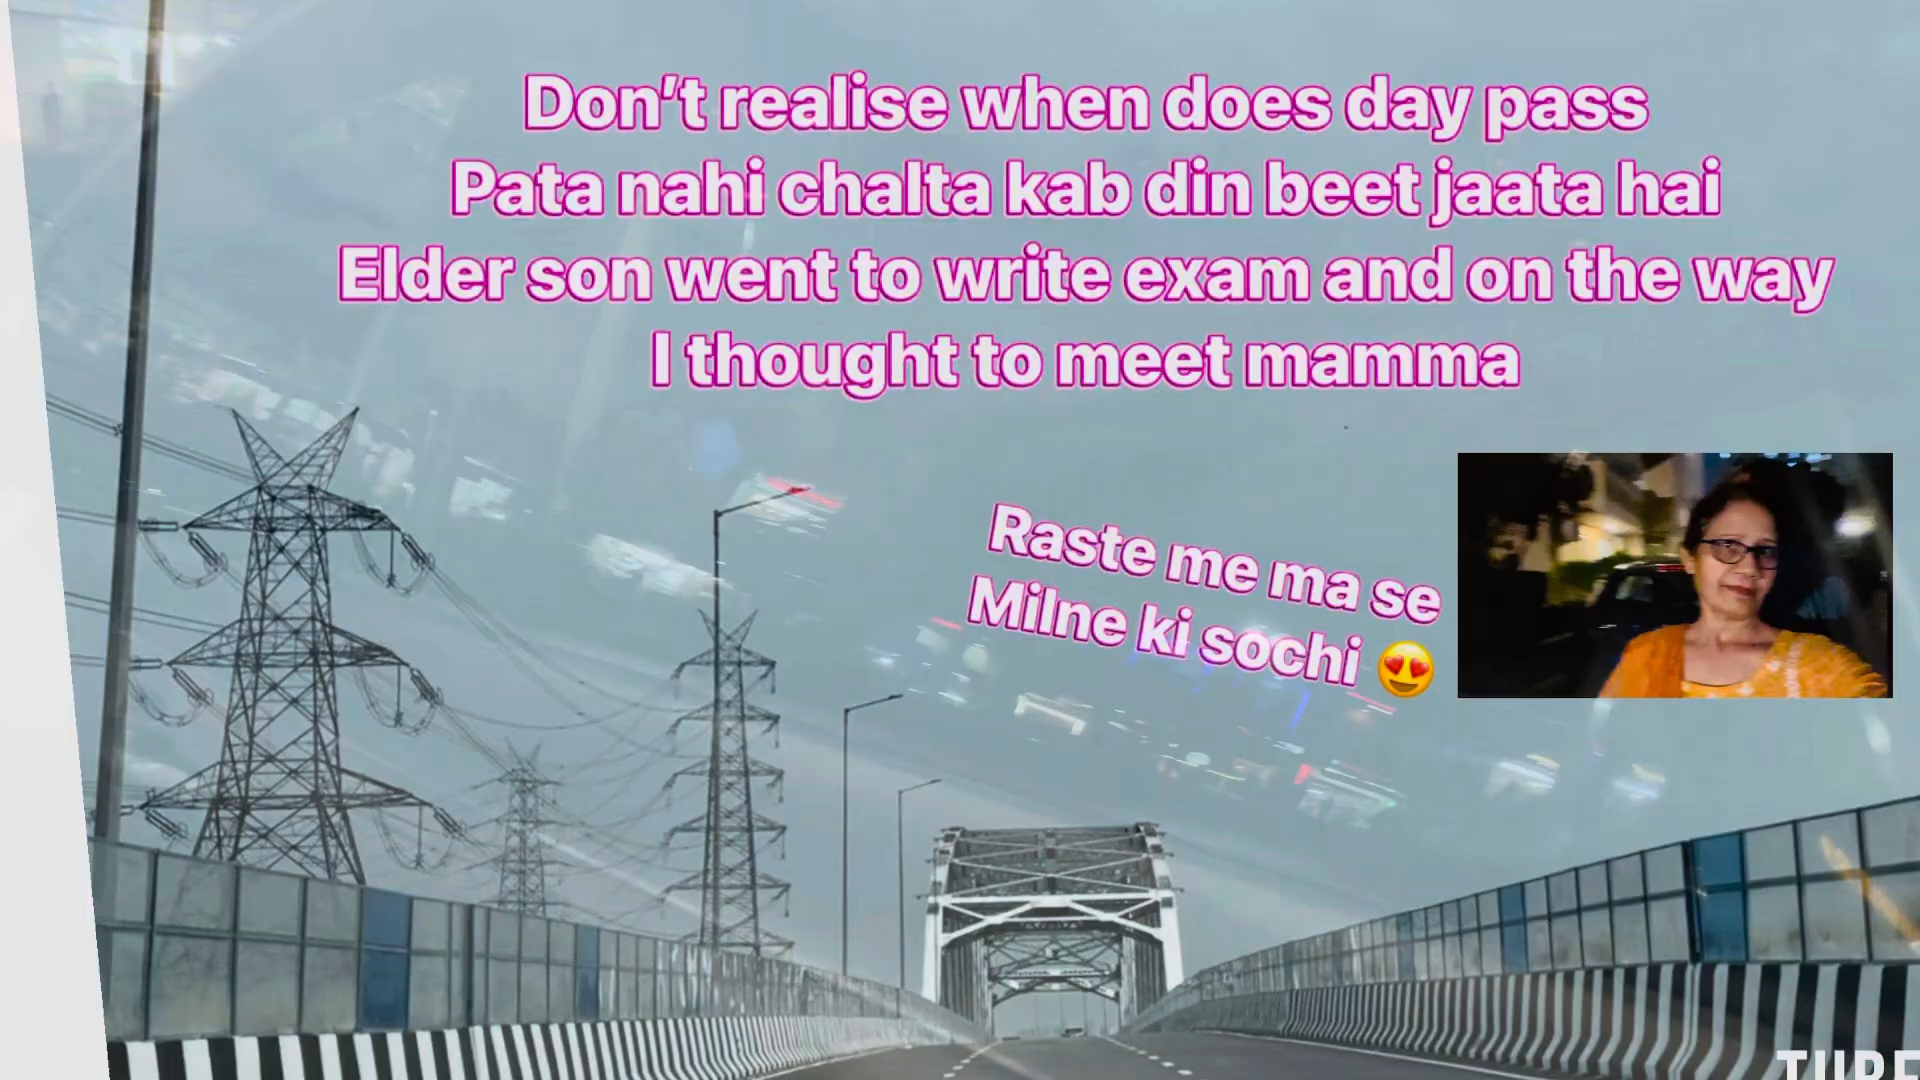 Don't realise when does day pass
Pata nahi chalta kab din beet jaata hai
Elder son went to write exam and on the way
I thought to meet mamma
Raste me ma se
Milne ki sochi 😍